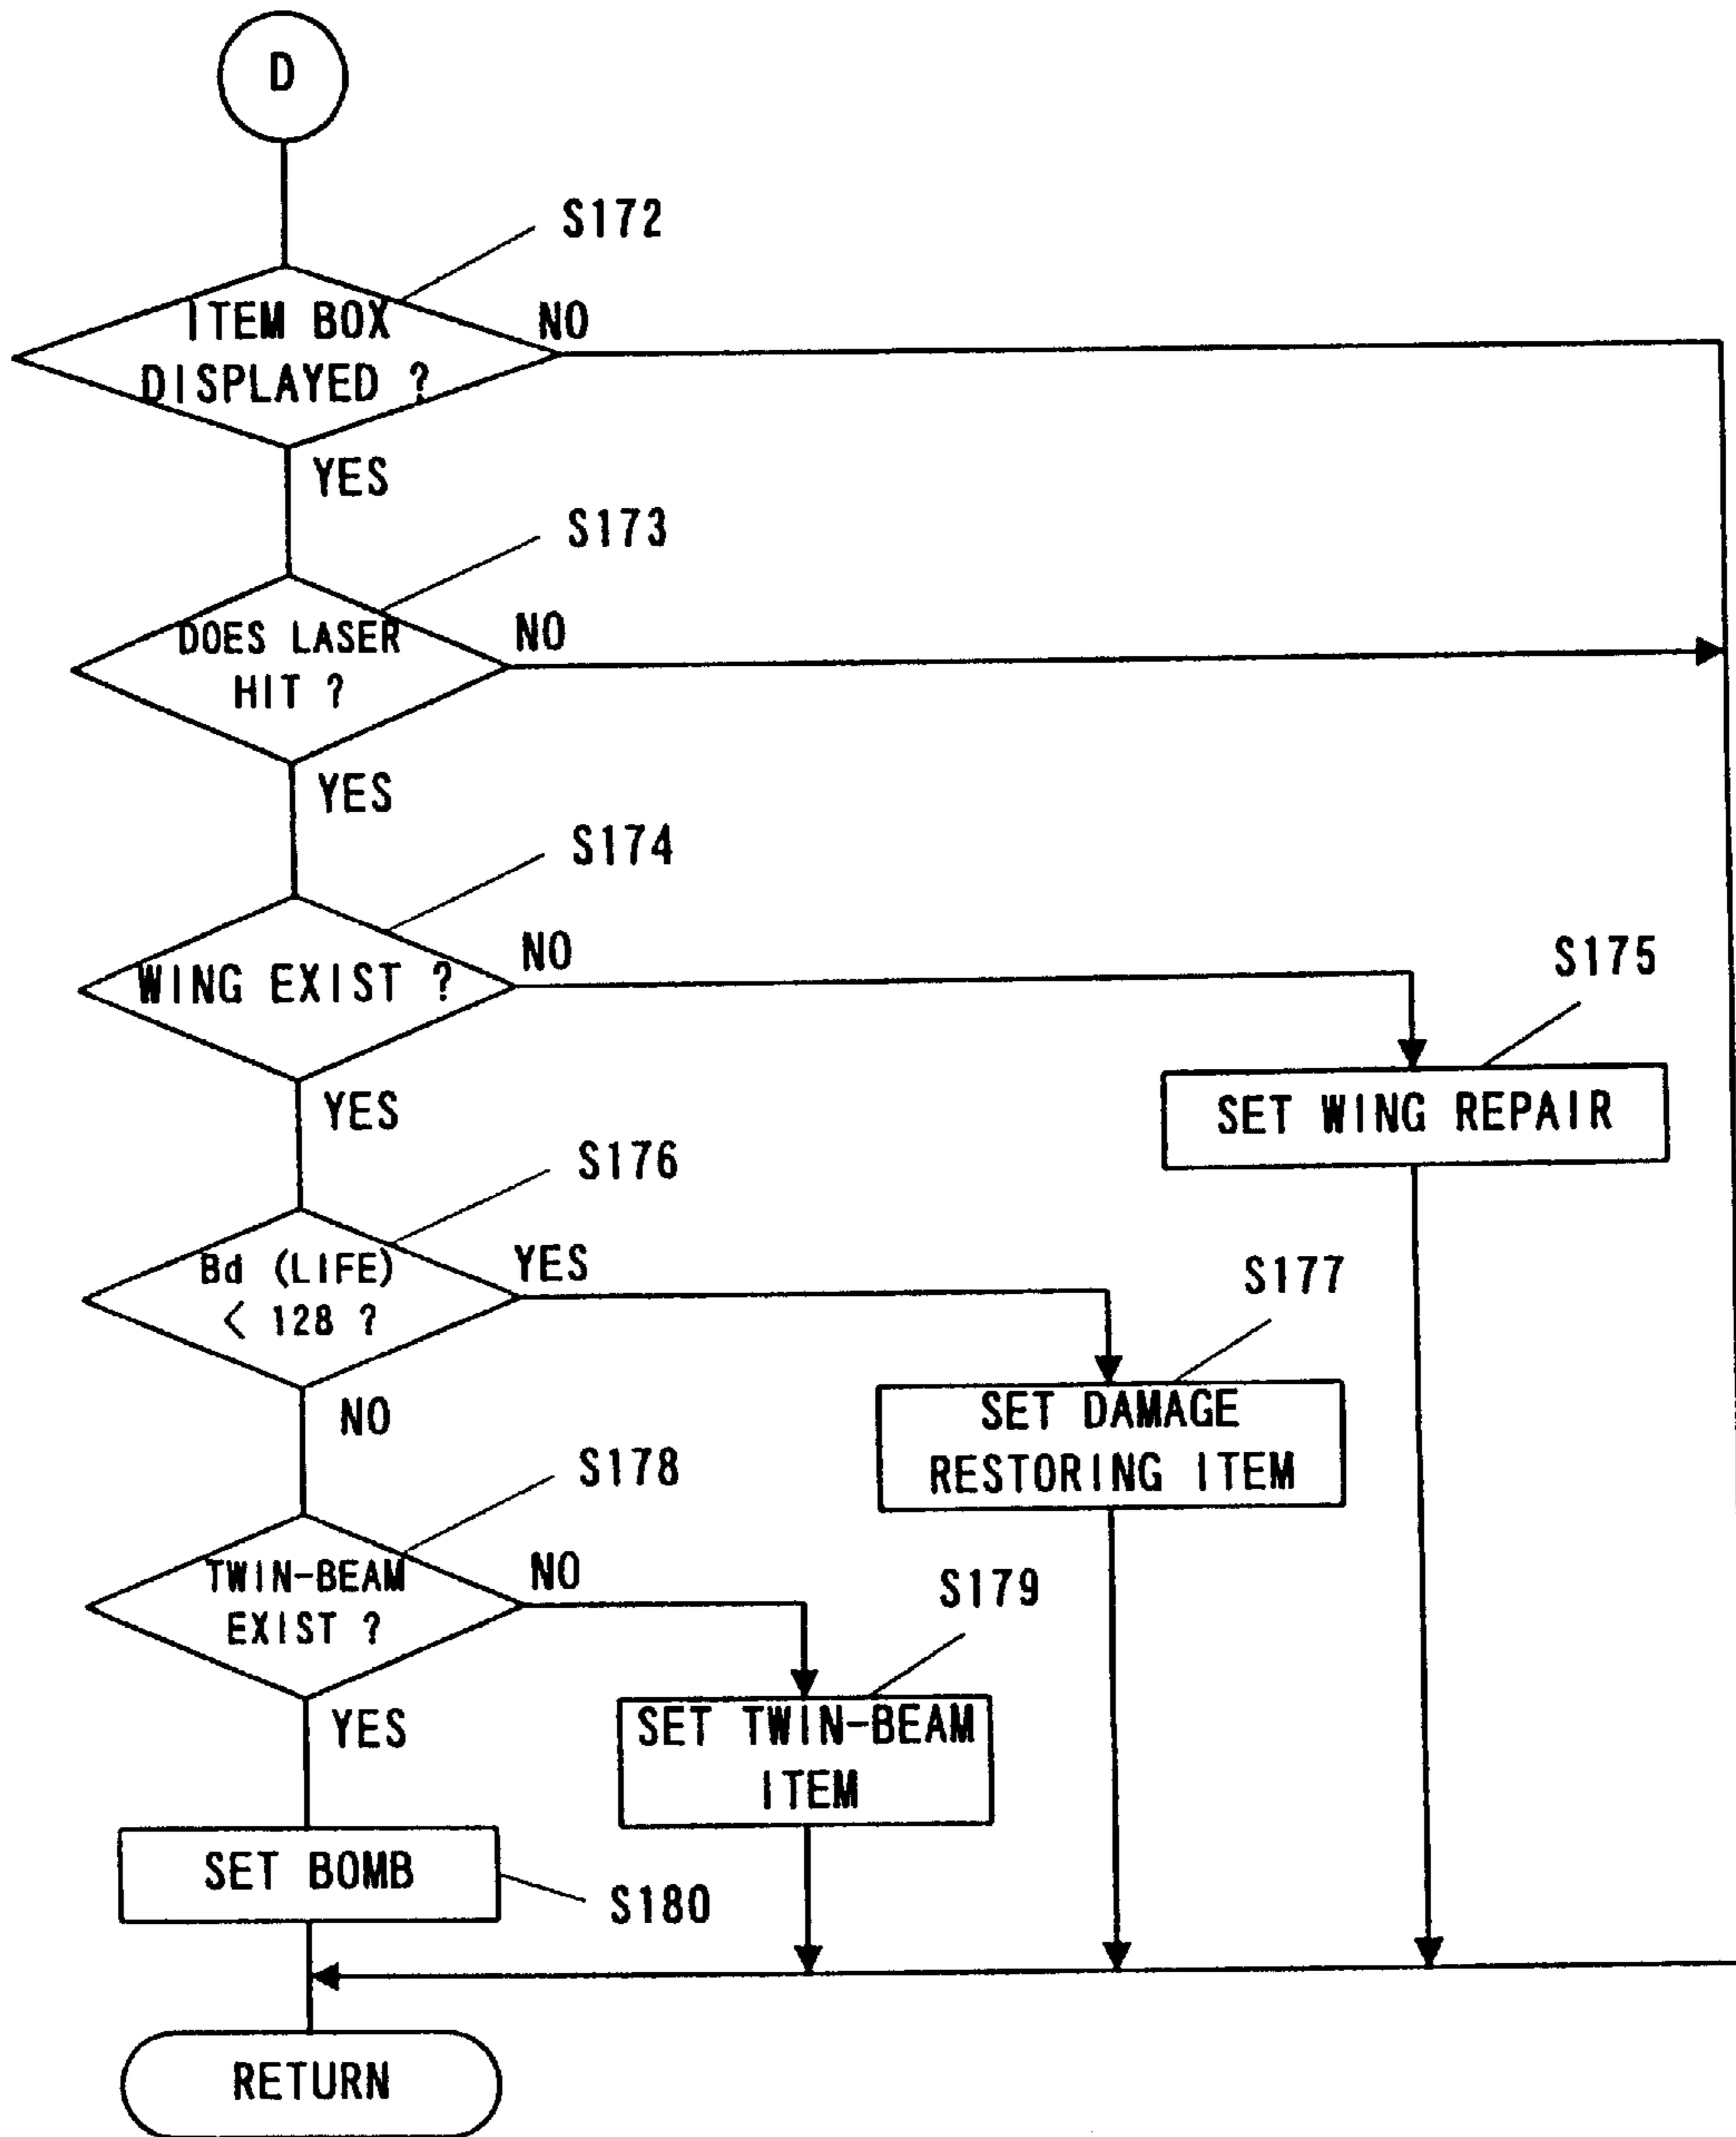 D
S172
ITEM BOX
DISPLAYED ?
NO
YES
S173
DOES LASER
HIT ?
NO
YES
S174
WING EXIST ?
NO
YES
S175
SET WING REPAIR
S176
Bd (LIFE)
< 128 ?
YES
NO
S177
SET DAMAGE
RESTORING ITEM
S178
TWIN-BEAM
EXIST ?
NO
YES
S179
SET TWIN-BEAM
ITEM
SET BOMB
S180
RETURN